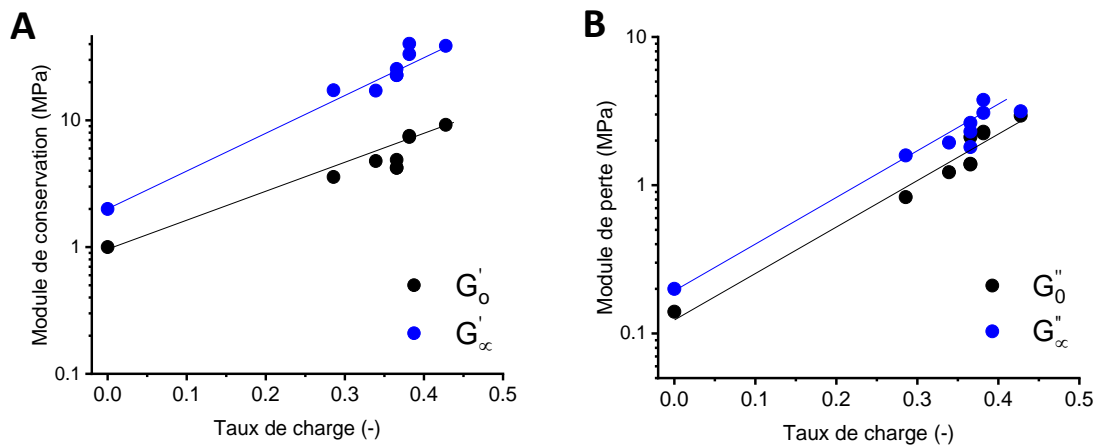 A
Module de conservation (MPa)
10
1
0.1
0.0 0.1 0.2 0.3 0.4 0.5
Taux de charge (-)
G'o
G'∝
B
Module de perte (MPa)
10
1
0.1
0.0 0.1 0.2 0.3 0.4 0.5
Taux de charge (-)
G''0
G''∝